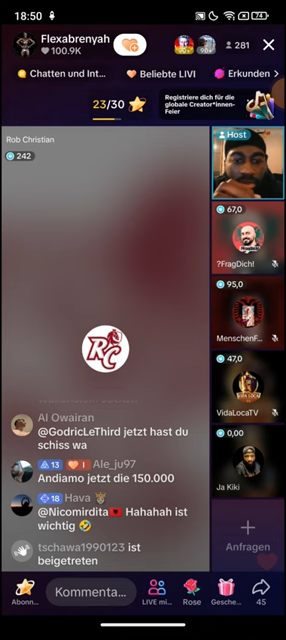 18:50
74
Flexabrenyah
100.9K
281
Chatten und Int...
Beliebte LIVI
Erkunden
23/30
Registriere dich für die
globale Creator*innen-
Feier
Rob Christian
242
Host
67,0
?FragDich!
95,0
MenschenF...
47,0
VidaLocaTV
0,00
Ja Kiki
Anfragen
RC
Al Owairan
@GodricLeThird jetzt hast du
schiss wa
13 I Ale_ju97
Andiamo jetzt die 150.000
18 Hava
@Nicomirdita🇦🇱 Hahahah ist
wichtig 🤣
tschawa1990123 ist
beigetreten
Kommenta...
Abonn...
LIVE mi...
Rose
Gesche...
45